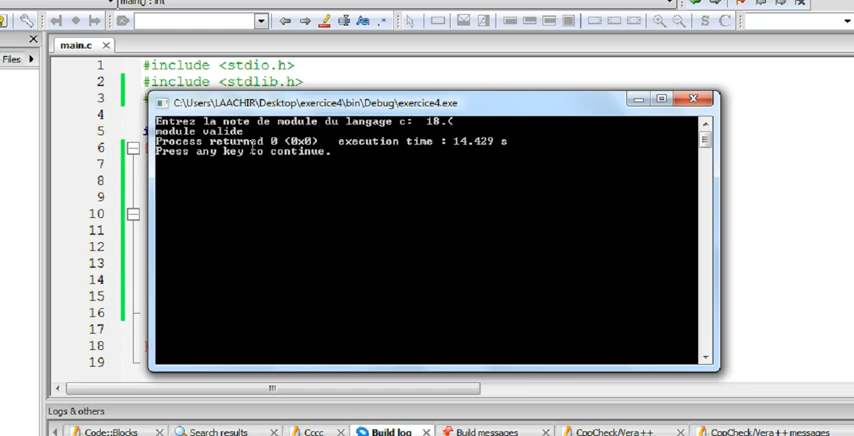 main() : int
Files
main.c
1 #include <stdio.h>
2 #include <stdlib.h>
3
4
5
6
7
8
9
10
11
12
13
14
15
16
17
18
19
C:\Users\LAACHIR\Desktop\exercice4\bin\Debug\exercice4.exe
Entrez la note de module du langage c: 18.(
module valide
Process returned 0 (0x0) execution time : 14.429 s
Press any key to continue.
Logs & others
Code::Blocks
Search results
Cccc
Build log
Build messages
CppCheck/Vera++
CppCheck/Vera++ messages